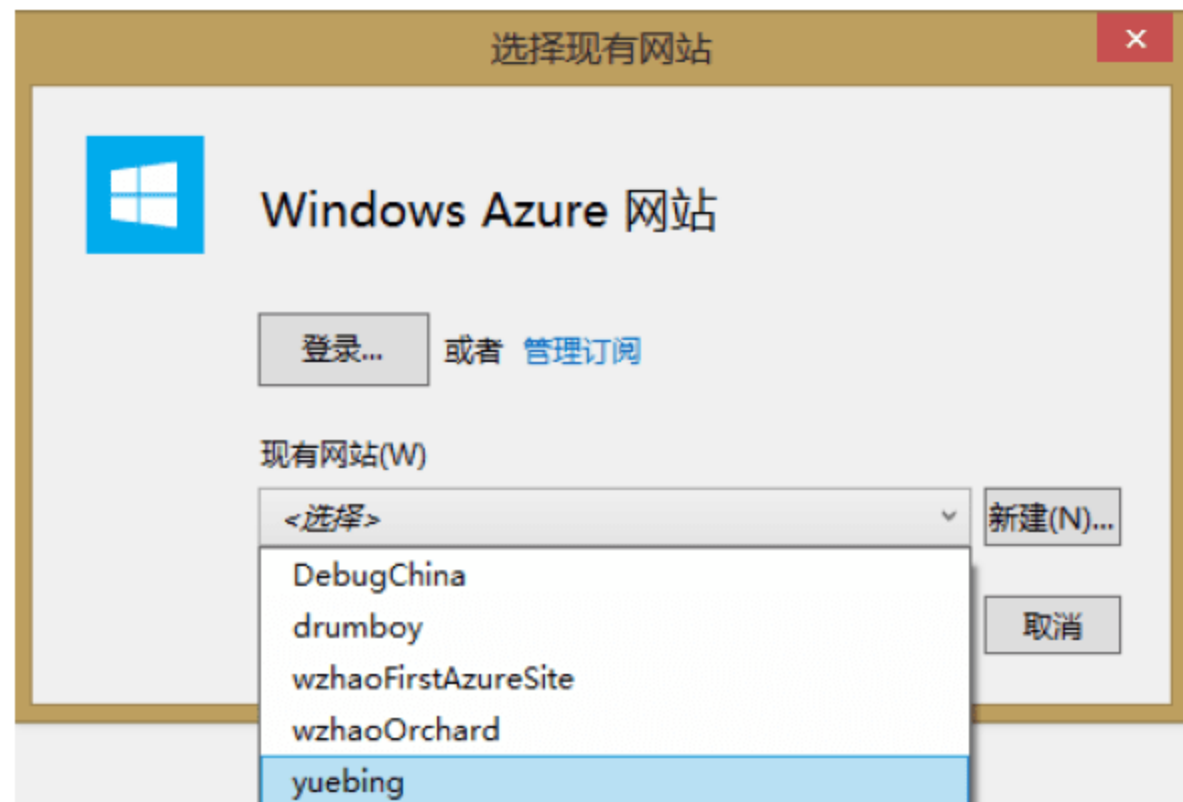 选择现有网站
Windows Azure 网站
登录... 或者 管理订阅
现有网站(W)
<选择> 新建(N)...
DebugChina
drumboy 取消
wzhaoFirstAzureSite
wzhaoOrchard
yuebing